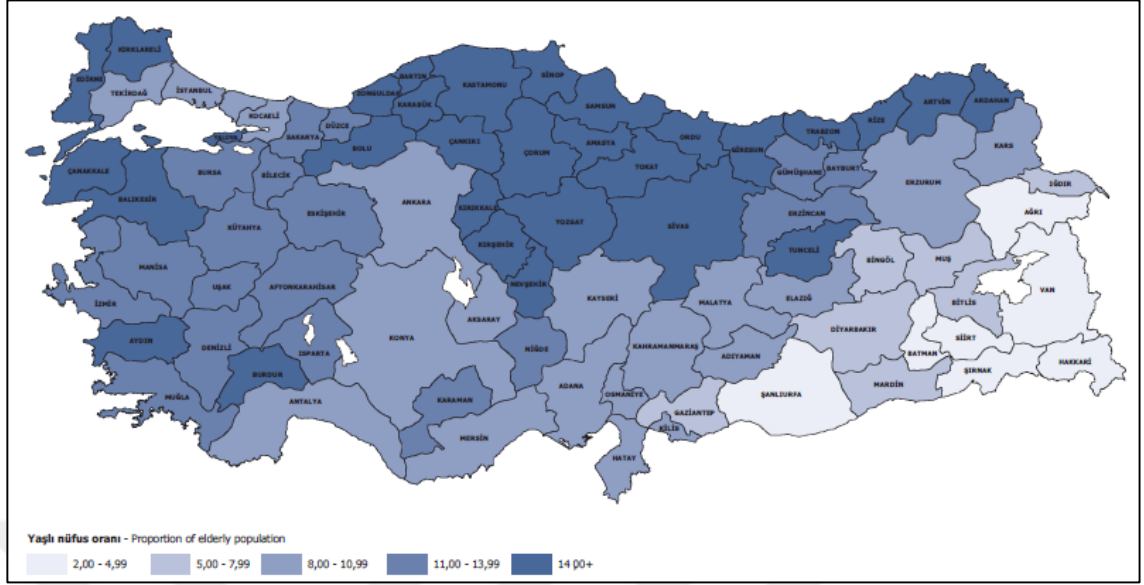 KIRKLARELİ
EDİRNE
TEKİRDAĞ
İSTANBUL
KOCAELİ
YALOVA
SAKARYA
DÜZCE
ZONGULDAK
BARTIN
KARABÜK
KASTAMONU
SİNOP
SAMSUN
BOLU
ÇANKIRI
ÇORUM
AMASYA
ORDU
GİRESUN
TRABZON
RİZE
ARTVİN
ARDAHAN
KARS
TOKAT
GÜMÜŞHANE
BAYBURT
ERZURUM
IĞDIR
AĞRI
ÇANAKKALE
BALIKESİR
BURSA
BİLECİK
ESKİŞEHİR
ANKARA
KIRIKKALE
YOZGAT
SİVAS
ERZİNCAN
TUNCELİ
BİNGÖL
MUŞ
BİTLİS
VAN
KÜTAHYA
MANİSA
UŞAK
AFYONKARAHİSAR
KIRŞEHİR
NEVŞEHİR
KAYSERİ
MALATYA
ELAZIĞ
DİYARBAKIR
BATMAN
SİİRT
ŞIRNAK
HAKKARİ
İZMİR
AYDIN
DENİZLİ
ISPARTA
BURDUR
KONYA
AKSARAY
NİĞDE
KAHRAMANMARAŞ
ADIYAMAN
ŞANLIURFA
MARDİN
MUĞLA
ANTALYA
KARAMAN
MERSİN
ADANA
OSMANİYE
GAZİANTEP
KİLİS
HATAY
Yaşlı nüfus oranı - Proportion of elderly population
2,00 - 4,99 5,00 - 7,99 8,00 - 10,99 11,00 - 13,99 14,00+